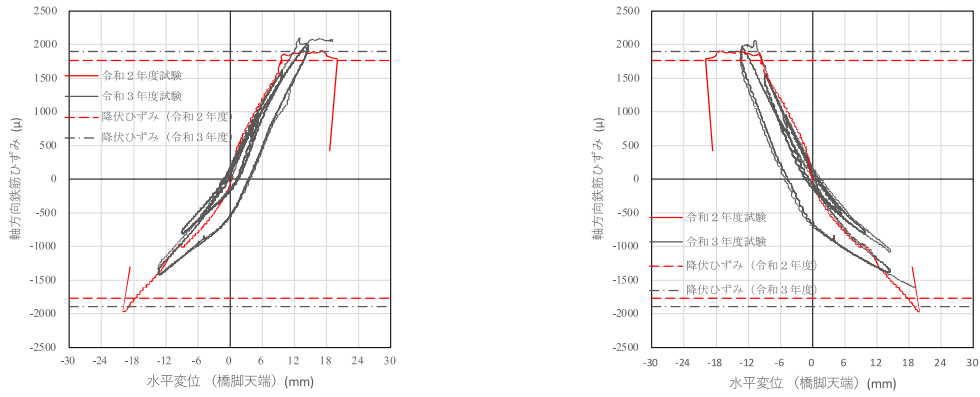 2500
2000
1500
1000
500
0
-500
-1000
-1500
-2000
-2500
-30 -24 -18 -12 -6 0 6 12 18 24 30
軸方向鉄筋ひずみ (μ)
水平変位 （橋脚天端）(mm)
令和２年度試験
令和３年度試験
降伏ひずみ（令和２年度）
降伏ひずみ（令和３年度）
2500
2000
1500
1000
500
0
-500
-1000
-1500
-2000
-2500
-30 -24 -18 -12 -6 0 6 12 18 24 30
軸方向鉄筋ひずみ (μ)
水平変位 （橋脚天端）(mm)
令和２年度試験
令和３年度試験
降伏ひずみ（令和２年度）
降伏ひずみ（令和３年度）